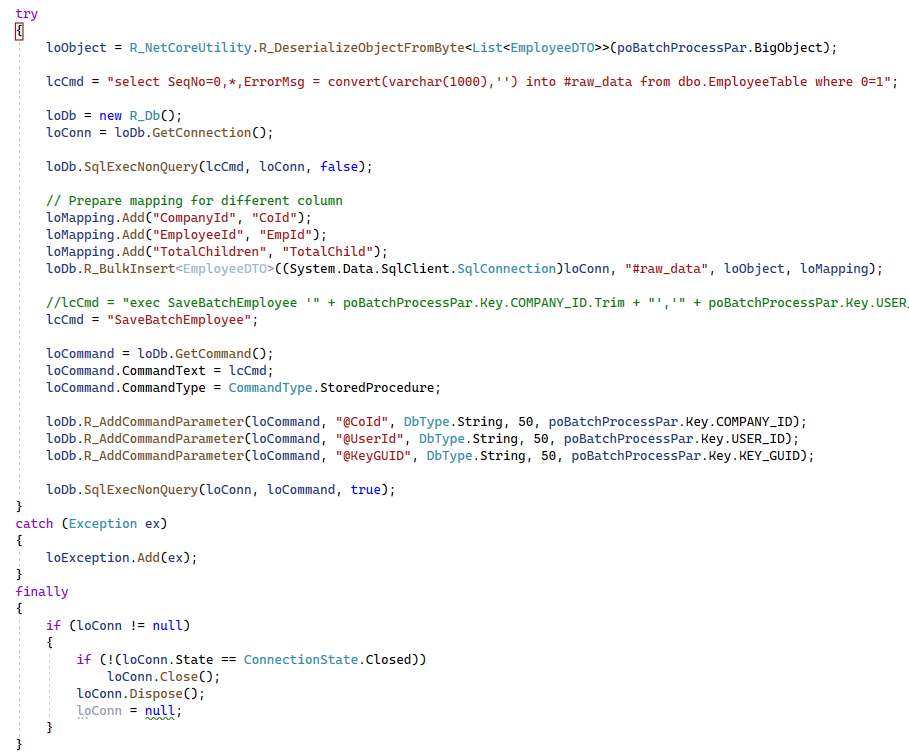 try
{
    loObject = R_NetCoreUtility.R_DeserializeObjectFromByte<List<EmployeeDTO>>(poBatchProcessPar.BigObject);
    lcCmd = "select SeqNo=0,*,ErrorMsg = convert(varchar(1000),'') into #raw_data from dbo.EmployeeTable where 0=1";
    loDb = new R_Db();
    loConn = loDb.GetConnection();
    loDb.SqlExecNonQuery(lcCmd, loConn, false);
    // Prepare mapping for different column
    loMapping.Add("CompanyId", "CoId");
    loMapping.Add("EmployeeId", "EmpId");
    loMapping.Add("TotalChildren", "TotalChild");
    loDb.R_BulkInsert<EmployeeDTO>((System.Data.SqlClient.SqlConnection)loConn, "#raw_data", loObject, loMapping);
    //lcCmd = "exec SaveBatchEmployee '" + poBatchProcessPar.Key.COMPANY_ID.Trim + "','" + poBatchProcessPar.Key.USER_
    lcCmd = "SaveBatchEmployee";
    loCommand = loDb.GetCommand();
    loCommand.CommandText = lcCmd;
    loCommand.CommandType = CommandType.StoredProcedure;
    loDb.R_AddCommandParameter(loCommand, "@CoId", DbType.String, 50, poBatchProcessPar.Key.COMPANY_ID);
    loDb.R_AddCommandParameter(loCommand, "@UserId", DbType.String, 50, poBatchProcessPar.Key.USER_ID);
    loDb.R_AddCommandParameter(loCommand, "@KeyGUID", DbType.String, 50, poBatchProcessPar.Key.KEY_GUID);
    loDb.SqlExecNonQuery(loConn, loCommand, true);
}
catch (Exception ex)
{
    loException.Add(ex);
}
finally
{
    if (loConn != null)
    {
        if (!(loConn.State == ConnectionState.Closed))
            loConn.Close();
        loConn.Dispose();
        loConn = null;
    }
}